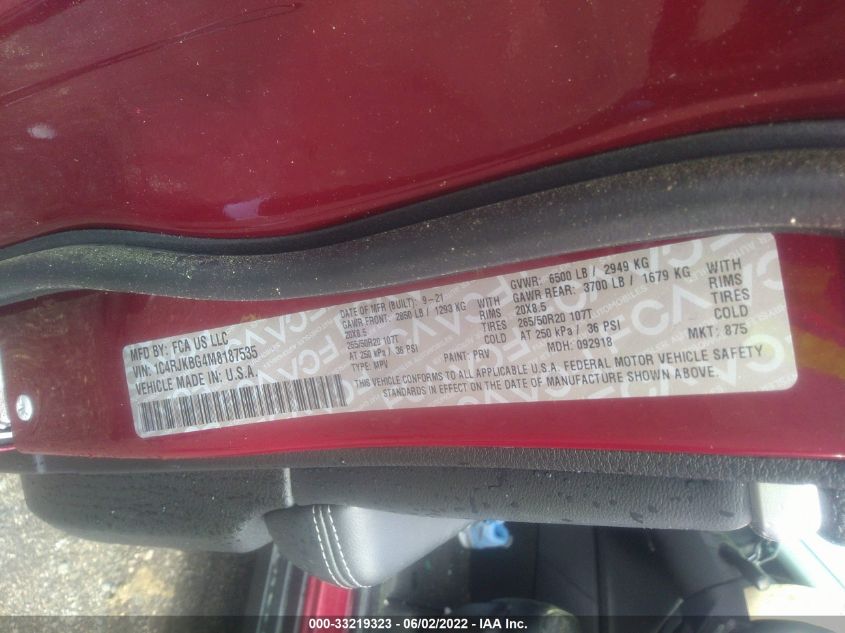 MFD BY: FCA US LLC
VIN: 1C4RJKBG4M8187535
VEHICLE MADE IN: U.S.A.
DATE OF MFR (BUILT): 9-21
GAWR FRONT: 2850 LB / 1293 KG WITH
20X8.5 RIMS
265/50R20 107T TIRES
AT 250 kPa / 36 PSI COLD
TYPE: MPV PAINT: PRV
GVWR: 6500 LB / 2949 KG
GAWR REAR: 3700 LB / 1679 KG WITH
20X8.5 RIMS
265/50R20 107T TIRES
AT 250 kPa / 36 PSI COLD
MDH: 092918 MKT: 875
THIS VEHICLE CONFORMS TO ALL APPLICABLE U.S.A. FEDERAL MOTOR VEHICLE SAFETY
STANDARDS IN EFFECT ON THE DATE OF MANUFACTURE SHOWN ABOVE.
FCA
000-33219323 - 06/02/2022 - IAA Inc.